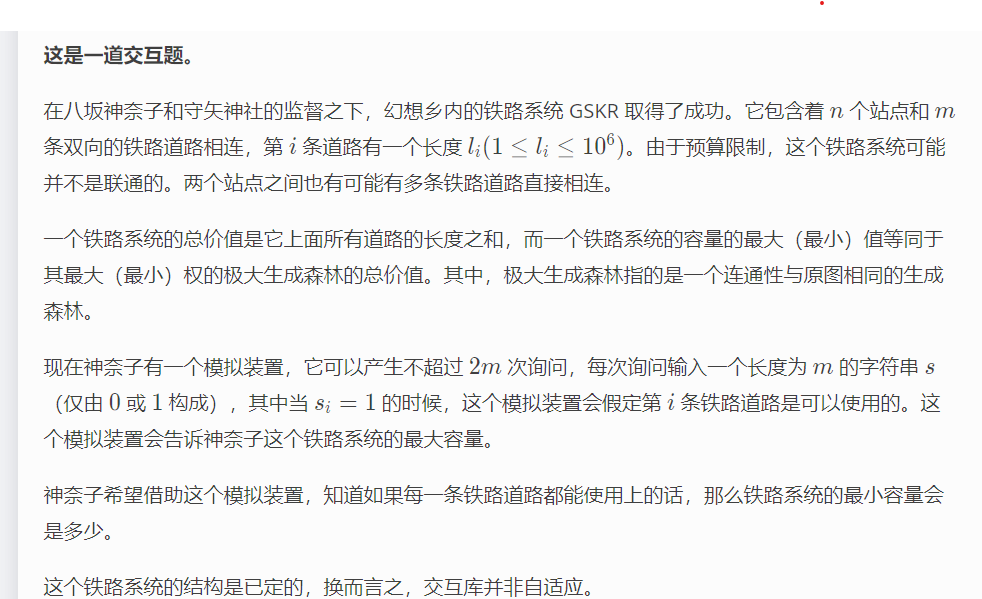 这是一道交互题。
在八坂神奈子和守矢神社的监督之下，幻想乡内的铁路系统 GSKR 取得了成功。它包含着 n 个站点和 m
条双向的铁路道路相连，第 i 条道路有一个长度 l_i(1 ≤ l_i ≤ 10^6)。由于预算限制，这个铁路系统可能
并不是联通的。两个站点之间也有可能有多条铁路道路直接相连。
一个铁路系统的总价值是它上面所有道路的长度之和，而一个铁路系统的容量的最大（最小）值等同于
其最大（最小）权的极大生成森林的总价值。其中，极大生成森林指的是一个连通性与原图相同的生成
森林。
现在神奈子有一个模拟装置，它可以产生不超过 2m 次询问，每次询问输入一个长度为 m 的字符串 s
（仅由 0 或 1 构成），其中当 s_i = 1 的时候，这个模拟装置会假定第 i 条铁路道路是可以使用的。这
个模拟装置会告诉神奈子这个铁路系统的最大容量。
神奈子希望借助这个模拟装置，知道如果每一条铁路道路都能使用上的话，那么铁路系统的最小容量会
是多少。
这个铁路系统的结构是已定的，换而言之，交互库并非自适应。